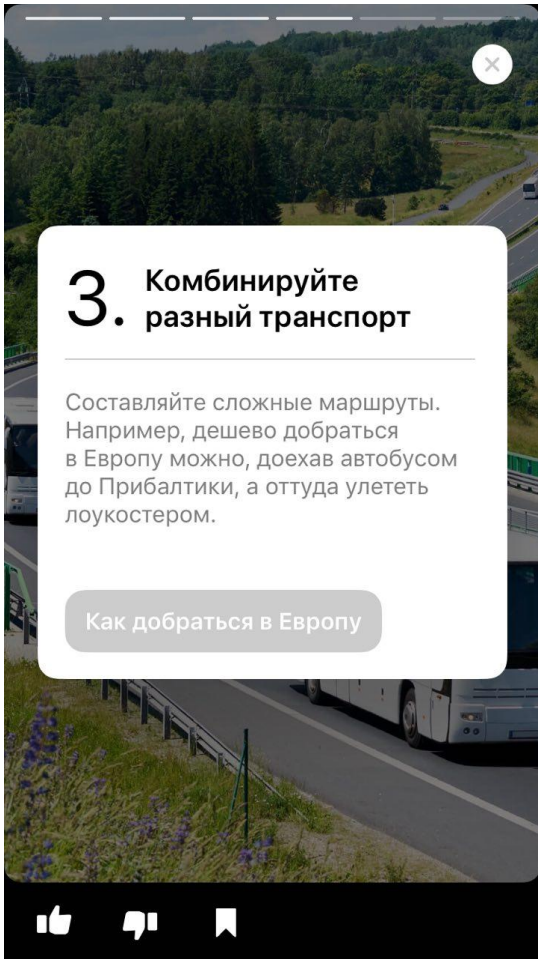 3. Комбинируйте
разный транспорт
Составляйте сложные маршруты.
Например, дешево добраться
в Европу можно, доехав автобусом
до Прибалтики, а оттуда улететь
лоукостером.
Как добраться в Европу